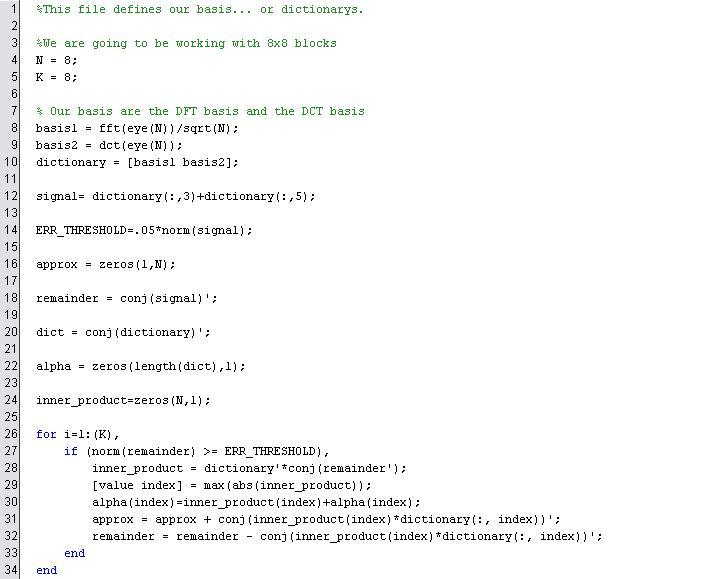 1 %This file defines our basis... or dictionarys.
2
3 %We are going to be working with 8x8 blocks
4 N = 8;
5 K = 8;
6
7 % Our basis are the DFT basis and the DCT basis
8 basis1 = fft(eye(N))/sqrt(N);
9 basis2 = dct(eye(N));
10 dictionary = [basis1 basis2];
11
12 signal= dictionary(:,3)+dictionary(:,5);
13
14 ERR_THRESHOLD=.05*norm(signal);
15
16 approx = zeros(1,N);
17
18 remainder = conj(signal)';
19
20 dict = conj(dictionary)';
21
22 alpha = zeros(length(dict),1);
23
24 inner_product=zeros(N,1);
25
26 for i=1:(K),
27 if (norm(remainder) >= ERR_THRESHOLD),
28 inner_product = dictionary'*conj(remainder');
29 [value index] = max(abs(inner_product));
30 alpha(index)=inner_product(index)+alpha(index);
31 approx = approx + conj(inner_product(index)*dictionary(:, index))';
32 remainder = remainder - conj(inner_product(index)*dictionary(:, index))';
33 end
34 end